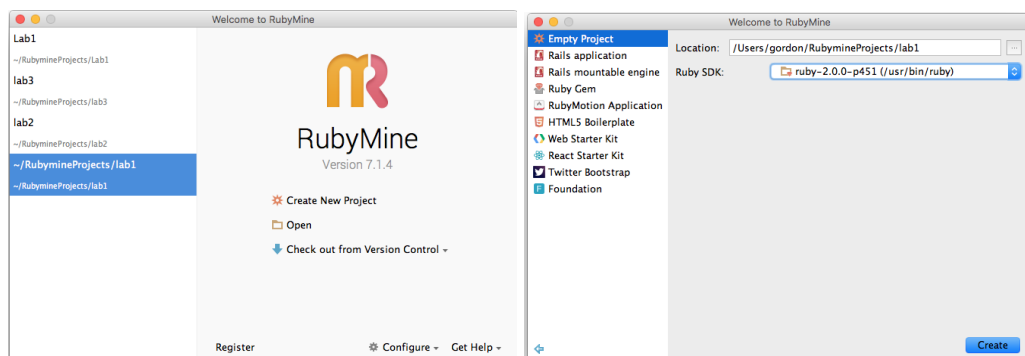 Welcome to RubyMine
Lab1
~/RubymineProjects/Lab1
lab3
~/RubymineProjects/lab3
lab2
~/RubymineProjects/lab2
~/RubymineProjects/lab1
~/RubymineProjects/lab1
RubyMine
Version 7.1.4
Create New Project
Open
Check out from Version Control
Register
Configure
Get Help
Welcome to RubyMine
Empty Project
Rails application
Rails mountable engine
Ruby Gem
RubyMotion Application
HTML5 Boilerplate
Web Starter Kit
React Starter Kit
Twitter Bootstrap
Foundation
Location: /Users/gordon/RubymineProjects/lab1 ...
Ruby SDK: ruby-2.0.0-p451 (/usr/bin/ruby)
Create